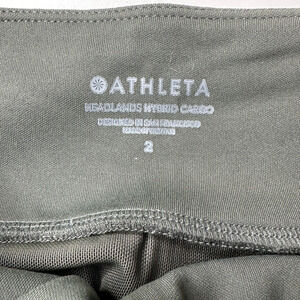 ATHLETA
HEADLANDS HYBRID CARGO
DESIGNED IN SAN FRANCISCO
2